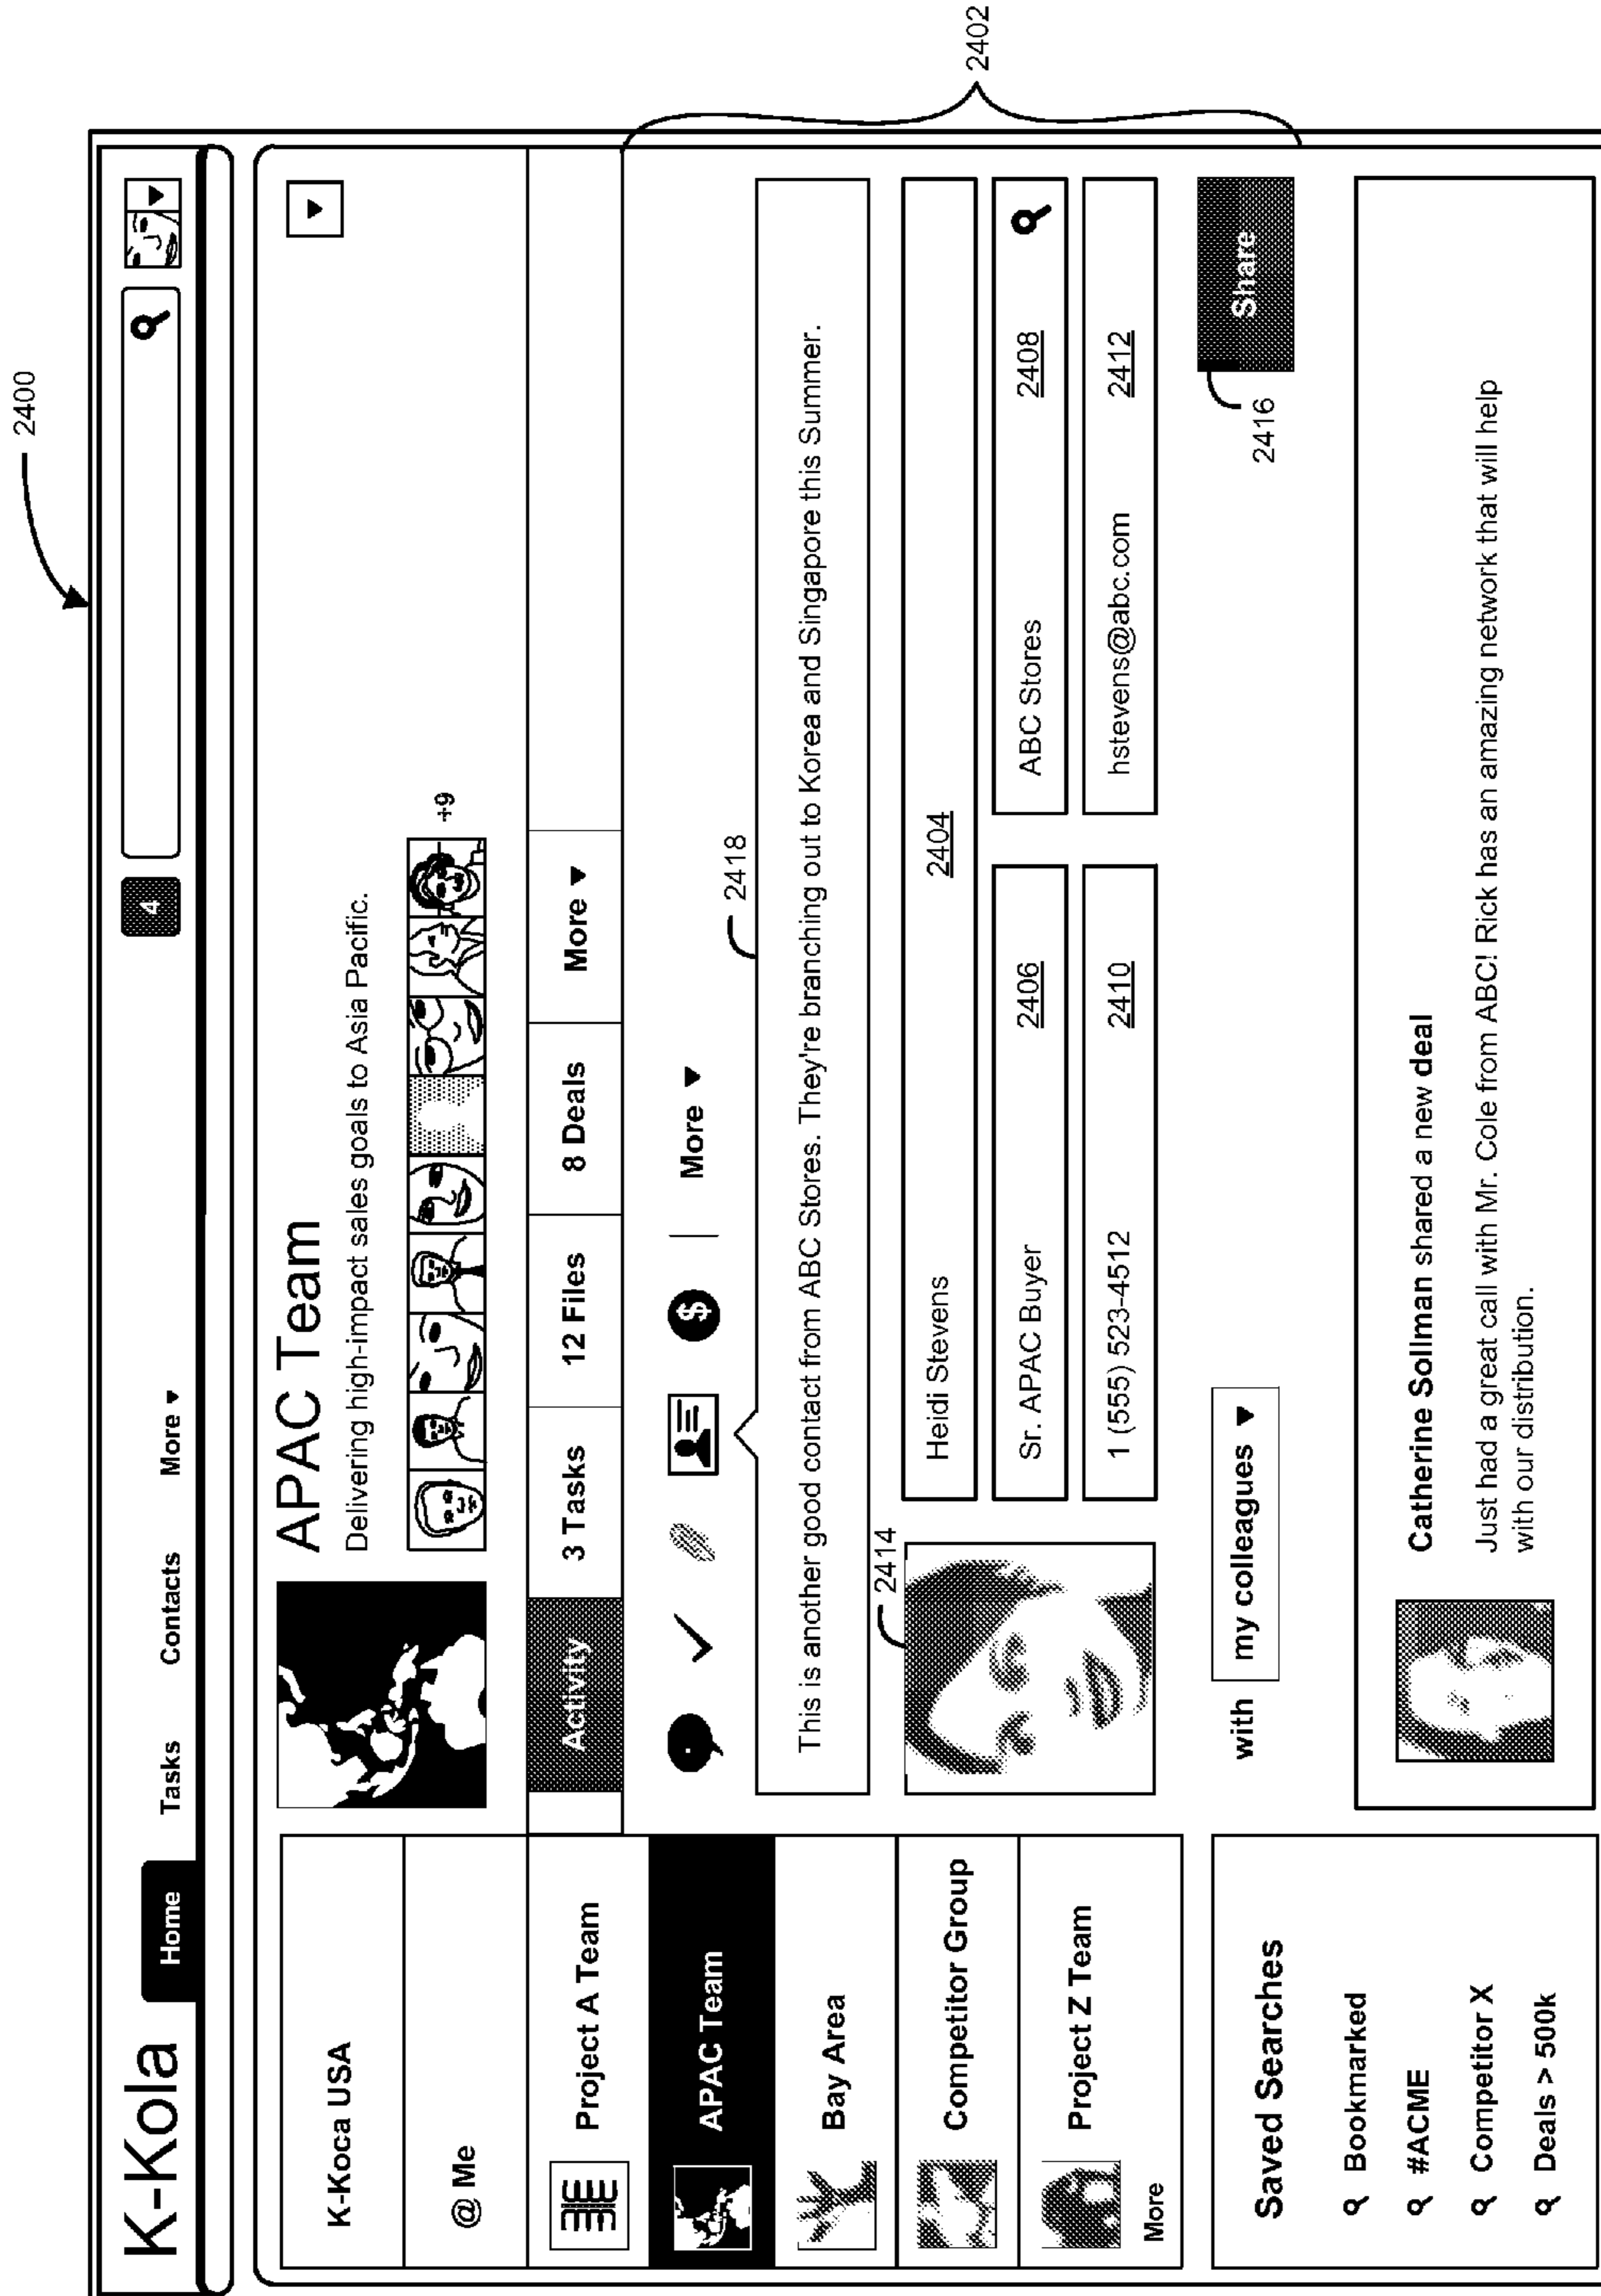 2400
K-Kola
Home
Tasks
Contacts
More ▼
4
K-Koca USA
@ Me
Project A Team
APAC Team
Bay Area
Competitor Group
Project Z Team
More
Saved Searches
Bookmarked
#ACME
Competitor X
Deals > 500k
APAC Team
Delivering high-impact sales goals to Asia Pacific.
+9
Activity
3 Tasks
12 Files
8 Deals
More ▼
2402
$
More ▼
2418
This is another good contact from ABC Stores. They're branching out to Korea and Singapore this Summer.
2414
Heidi Stevens 2404
Sr. APAC Buyer 2406
ABC Stores 2408
1 (555) 523-4512 2410
hstevens@abc.com 2412
with my colleagues ▼
2416
Share
Catherine Sollman shared a new deal
Just had a great call with Mr. Cole from ABC! Rick has an amazing network that will help
with our distribution.